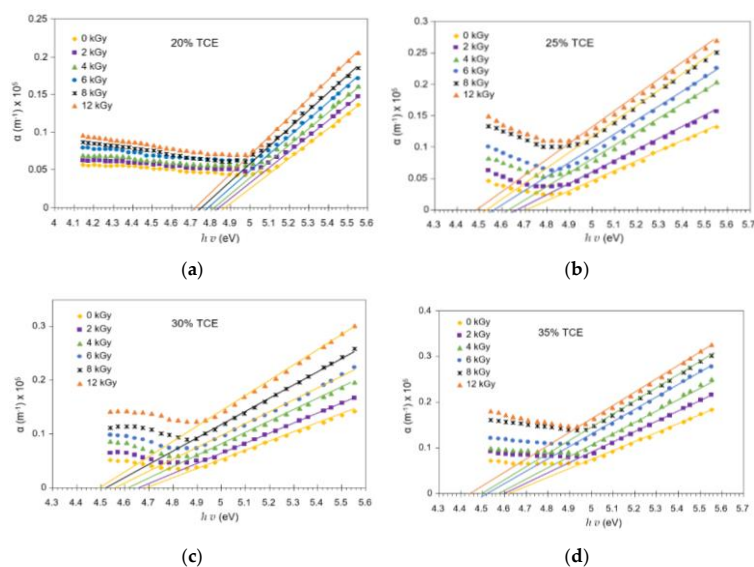 0.25
0.2
0.15
0.1
0.05
0
α (m⁻¹) x 10⁵
20% TCE
0 kGy
2 kGy
4 kGy
6 kGy
8 kGy
12 kGy
4 4.1 4.2 4.3 4.4 4.5 4.6 4.7 4.8 4.9 5 5.1 5.2 5.3 5.4 5.5 5.6
h υ (eV)
(a)
0.3
0.25
0.2
0.15
0.1
0.05
0
α (m⁻¹) x 10⁵
25% TCE
0 kGy
2 kGy
4 kGy
6 kGy
8 kGy
12 kGy
4.3 4.4 4.5 4.6 4.7 4.8 4.9 5 5.1 5.2 5.3 5.4 5.5 5.6
h υ (eV)
(b)
0.3
0.2
0.1
0
α (m⁻¹) x 10⁵
30% TCE
0 kGy
2 kGy
4 kGy
6 kGy
8 kGy
12 kGy
4.3 4.4 4.5 4.6 4.7 4.8 4.9 5 5.1 5.2 5.3 5.4 5.5 5.6
h υ (eV)
(c)
0.4
0.3
0.2
0.1
0
α (m⁻¹) x 10⁵
35% TCE
0 kGy
2 kGy
4 kGy
6 kGy
8 kGy
12 kGy
4.3 4.4 4.5 4.6 4.7 4.8 4.9 5 5.1 5.2 5.3 5.4 5.5 5.6
h υ (eV)
(d)